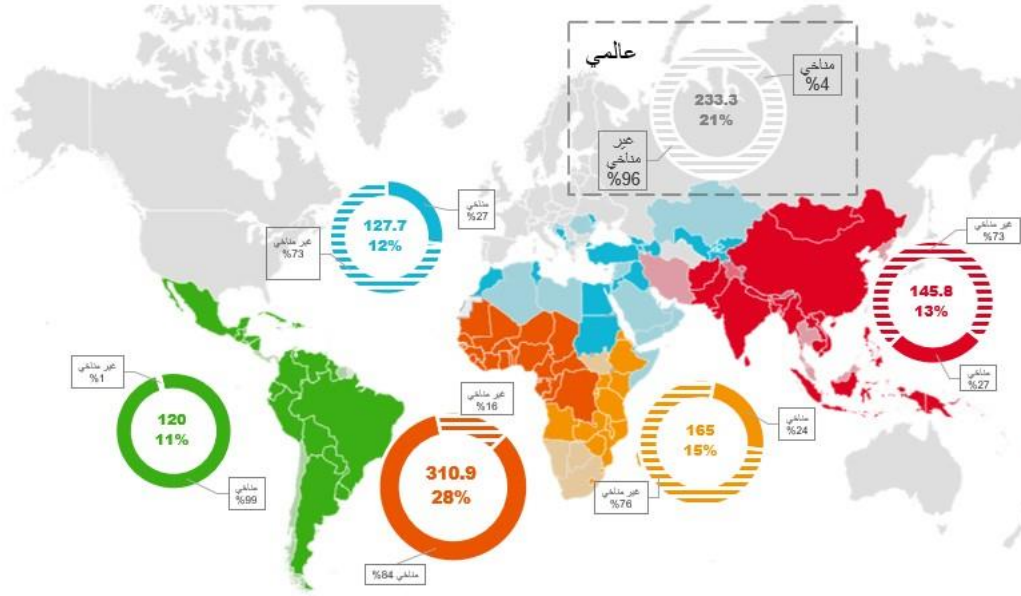 عالمي
مناخي
%4
233.3
21%
غير
مناخي
%96
مناخي
%27
127.7
12%
غير مناخي
%73
غير مناخي
%73
145.8
13%
مناخي
%27
غير مناخي
%1
120
11%
مناخي
%99
غير مناخي
%16
310.9
28%
مناخي 84%
مناخي
%24
165
15%
غير مناخي
%76